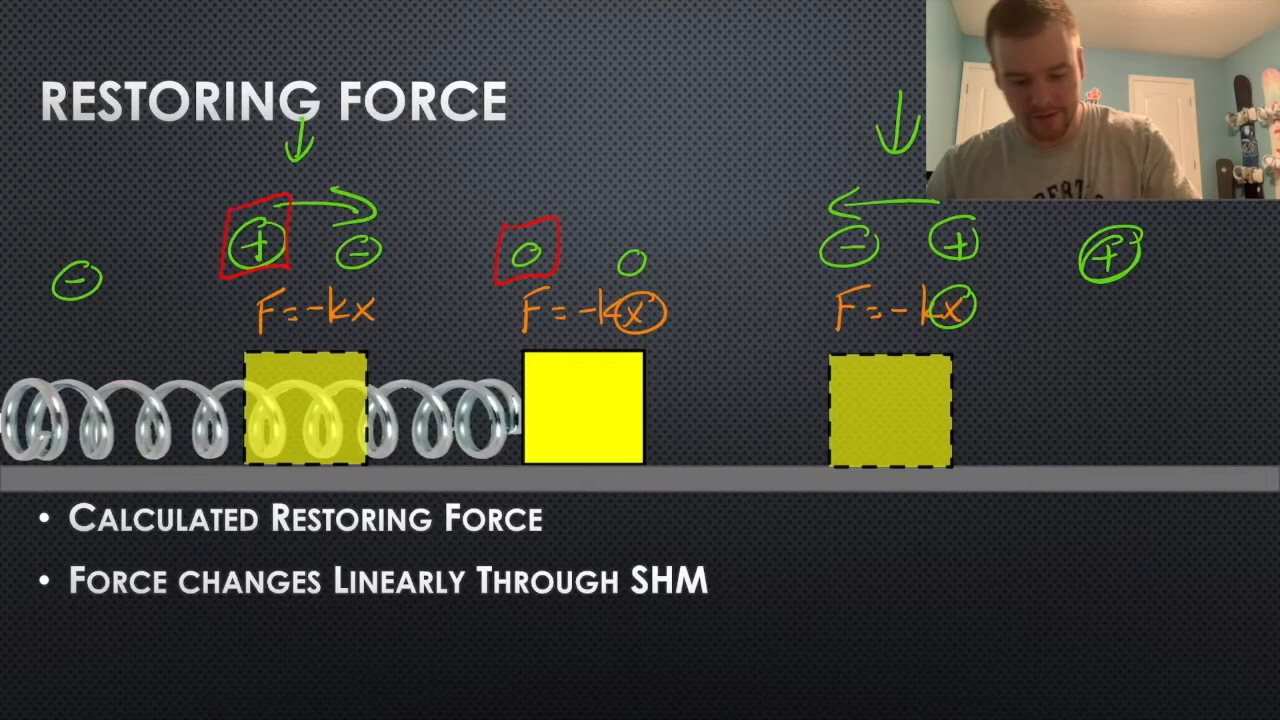 RESTORING FORCE
- + - 0 0 - + +
F=-kx F=-kx F=-kx
• CALCULATED RESTORING FORCE
• FORCE CHANGES LINEARLY THROUGH SHM